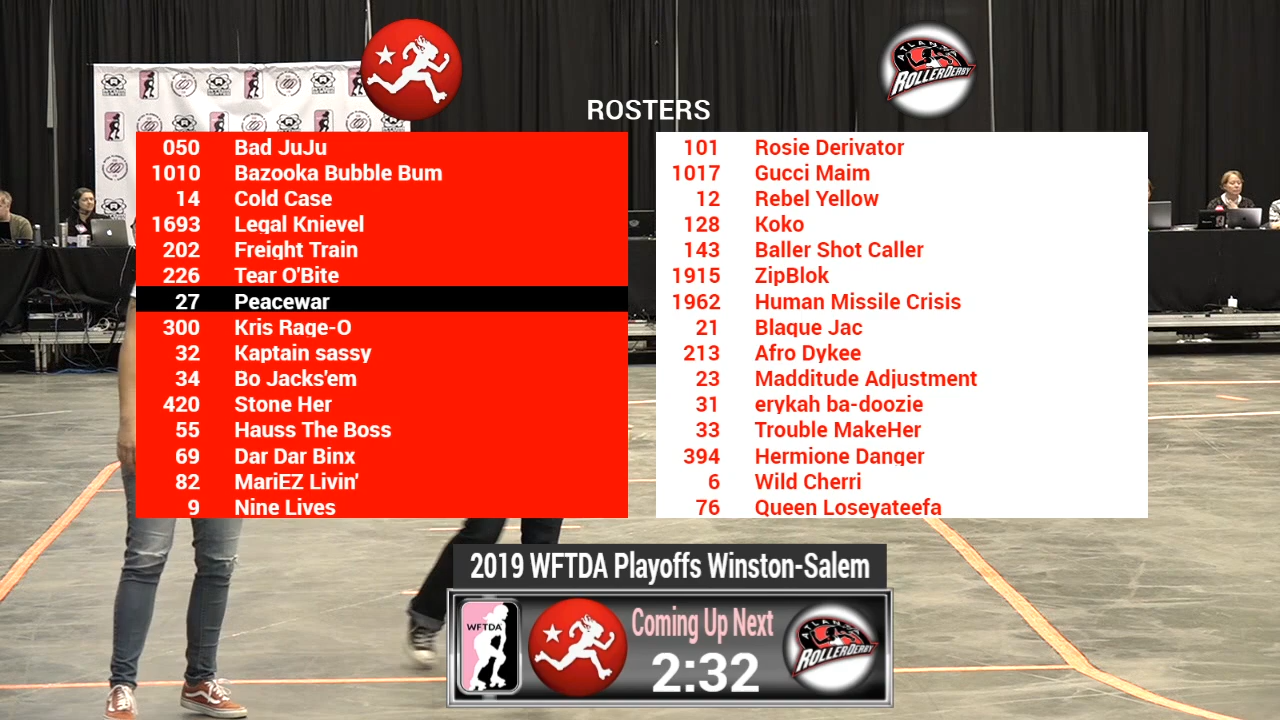 ATLANTA
ROLLERDERBY
ROSTERS
050 Bad JuJu
1010 Bazooka Bubble Bum
14 Cold Case
1693 Legal Knievel
202 Freight Train
226 Tear O'Bite
27 Peacewar
300 Kris Rage-O
32 Kaptain sassy
34 Bo Jacks'em
420 Stone Her
55 Hauss The Boss
69 Dar Dar Binx
82 MariEZ Livin'
9 Nine Lives
101 Rosie Derivator
1017 Gucci Maim
12 Rebel Yellow
128 Koko
143 Baller Shot Caller
1915 ZipBlok
1962 Human Missile Crisis
21 Blaque Jac
213 Afro Dykee
23 Madditude Adjustment
31 erykah ba-doozie
33 Trouble MakeHer
394 Hermione Danger
6 Wild Cherri
76 Queen Loseyateefa
2019 WFTDA Playoffs Winston-Salem
WFTDA
Coming Up Next
2:32
ATLANTA
ROLLERDERBY